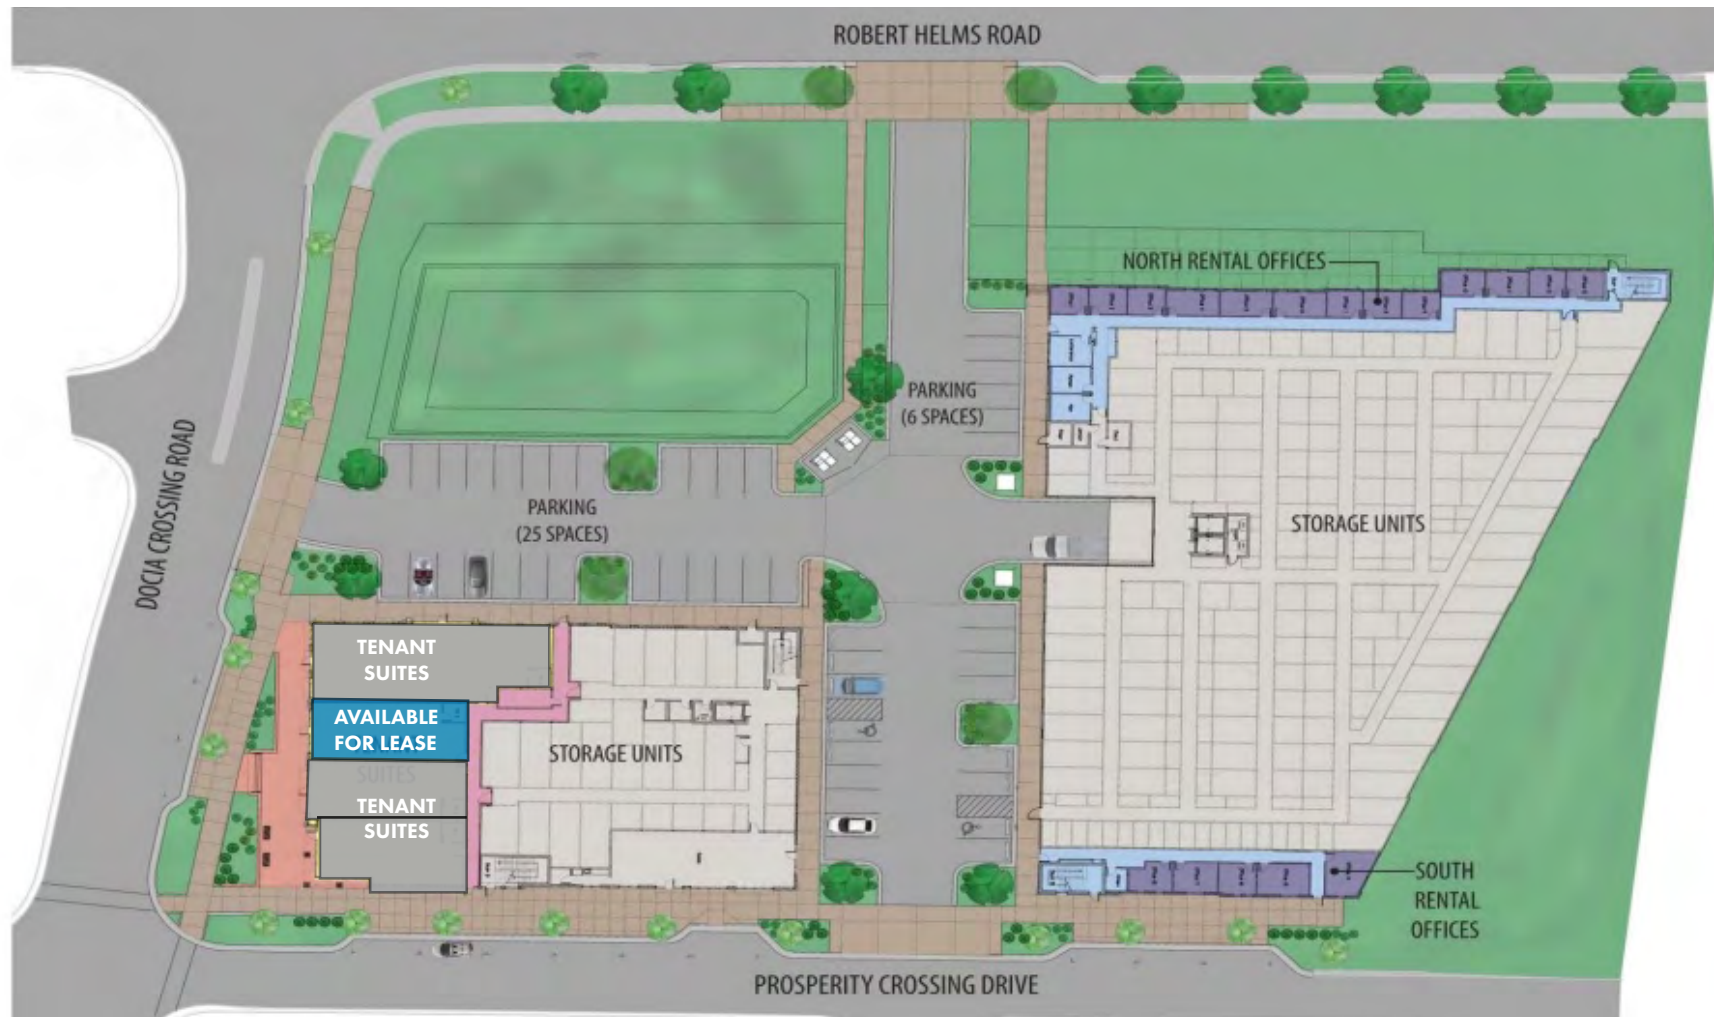 ROBERT HELMS ROAD
NORTH RENTAL OFFICES
PARKING
(6 SPACES)
DOCIA CROSSING ROAD
PARKING
(25 SPACES)
STORAGE UNITS
TENANT
SUITES
AVAILABLE
FOR LEASE
SUITES
TENANT
SUITES
STORAGE UNITS
SOUTH
RENTAL
OFFICES
PROSPERITY CROSSING DRIVE